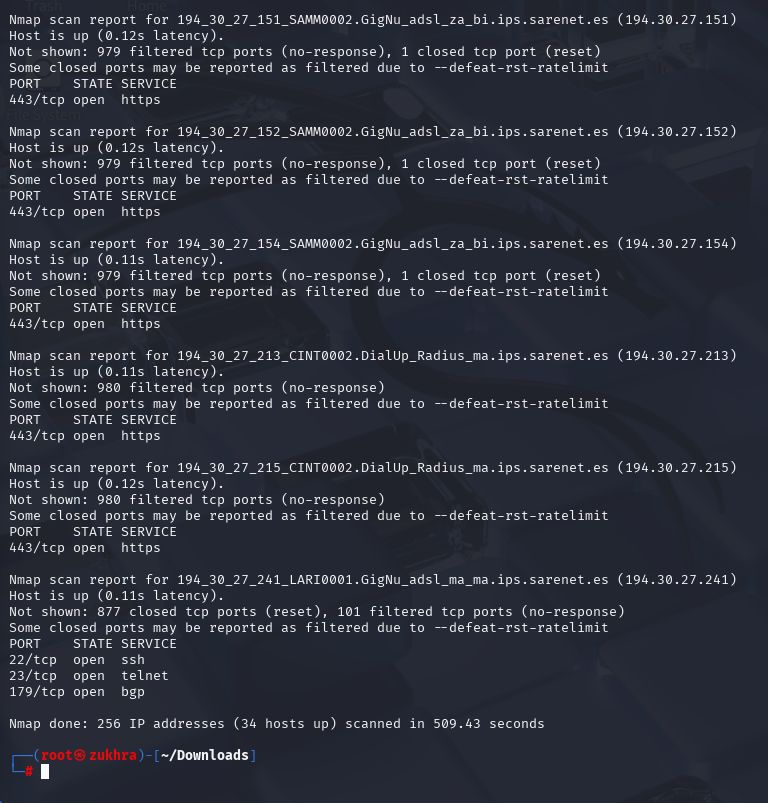 Trash Home
Nmap scan report for 194_30_27_151_SAMM0002.GigNu_adsl_za_bi.ips.sarenet.es (194.30.27.151)
Host is up (0.12s latency).
Not shown: 979 filtered tcp ports (no-response), 1 closed tcp port (reset)
Some closed ports may be reported as filtered due to --defeat-rst-ratelimit
PORT    STATE SERVICE
443/tcp open  https
File System
Nmap scan report for 194_30_27_152_SAMM0002.GigNu_adsl_za_bi.ips.sarenet.es (194.30.27.152)
Host is up (0.12s latency).
Not shown: 979 filtered tcp ports (no-response), 1 closed tcp port (reset)
Some closed ports may be reported as filtered due to --defeat-rst-ratelimit
PORT    STATE SERVICE
443/tcp open  https
Nmap scan report for 194_30_27_154_SAMM0002.GigNu_adsl_za_bi.ips.sarenet.es (194.30.27.154)
Host is up (0.11s latency).
Not shown: 979 filtered tcp ports (no-response), 1 closed tcp port (reset)
Some closed ports may be reported as filtered due to --defeat-rst-ratelimit
PORT    STATE SERVICE
443/tcp open  https
Nmap scan report for 194_30_27_213_CINT0002.DialUp_Radius_ma.ips.sarenet.es (194.30.27.213)
Host is up (0.11s latency).
Not shown: 980 filtered tcp ports (no-response)
Some closed ports may be reported as filtered due to --defeat-rst-ratelimit
PORT    STATE SERVICE
443/tcp open  https
Nmap scan report for 194_30_27_215_CINT0002.DialUp_Radius_ma.ips.sarenet.es (194.30.27.215)
Host is up (0.12s latency).
Not shown: 980 filtered tcp ports (no-response)
Some closed ports may be reported as filtered due to --defeat-rst-ratelimit
PORT    STATE SERVICE
443/tcp open  https
Nmap scan report for 194_30_27_241_LARI0001.GigNu_adsl_ma_ma.ips.sarenet.es (194.30.27.241)
Host is up (0.11s latency).
Not shown: 877 closed tcp ports (reset), 101 filtered tcp ports (no-response)
Some closed ports may be reported as filtered due to --defeat-rst-ratelimit
PORT    STATE SERVICE
22/tcp  open  ssh
23/tcp  open  telnet
179/tcp open  bgp
Nmap done: 256 IP addresses (34 hosts up) scanned in 509.43 seconds
┌──(root㉿zukhra)-[~/Downloads]
└─#